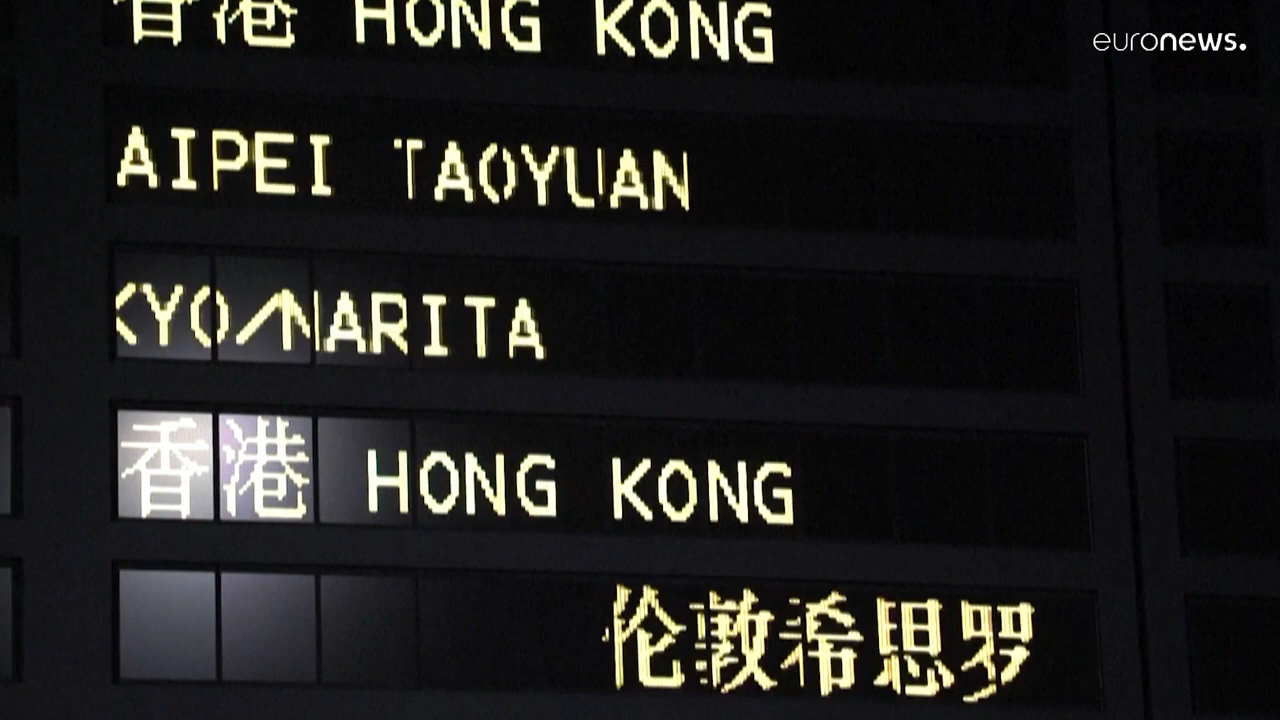 香港 HONG KONG
euronews.
AIPEI TAOYUAN
KYO/NARITA
香港 HONG KONG
伦敦希思罗